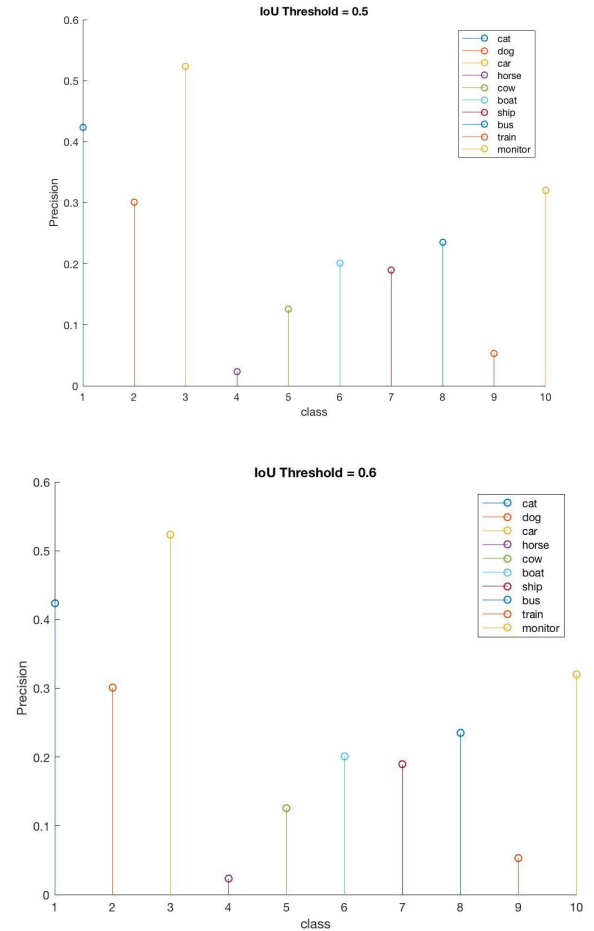 IoU Threshold = 0.5
0.6
0.5
0.4
0.3
0.2
0.1
0
Precision
1 2 3 4 5 6 7 8 9 10
class
cat
dog
car
horse
cow
boat
ship
bus
train
monitor
IoU Threshold = 0.6
0.6
0.5
0.4
0.3
0.2
0.1
0
Precision
1 2 3 4 5 6 7 8 9 10
class
cat
dog
car
horse
cow
boat
ship
bus
train
monitor